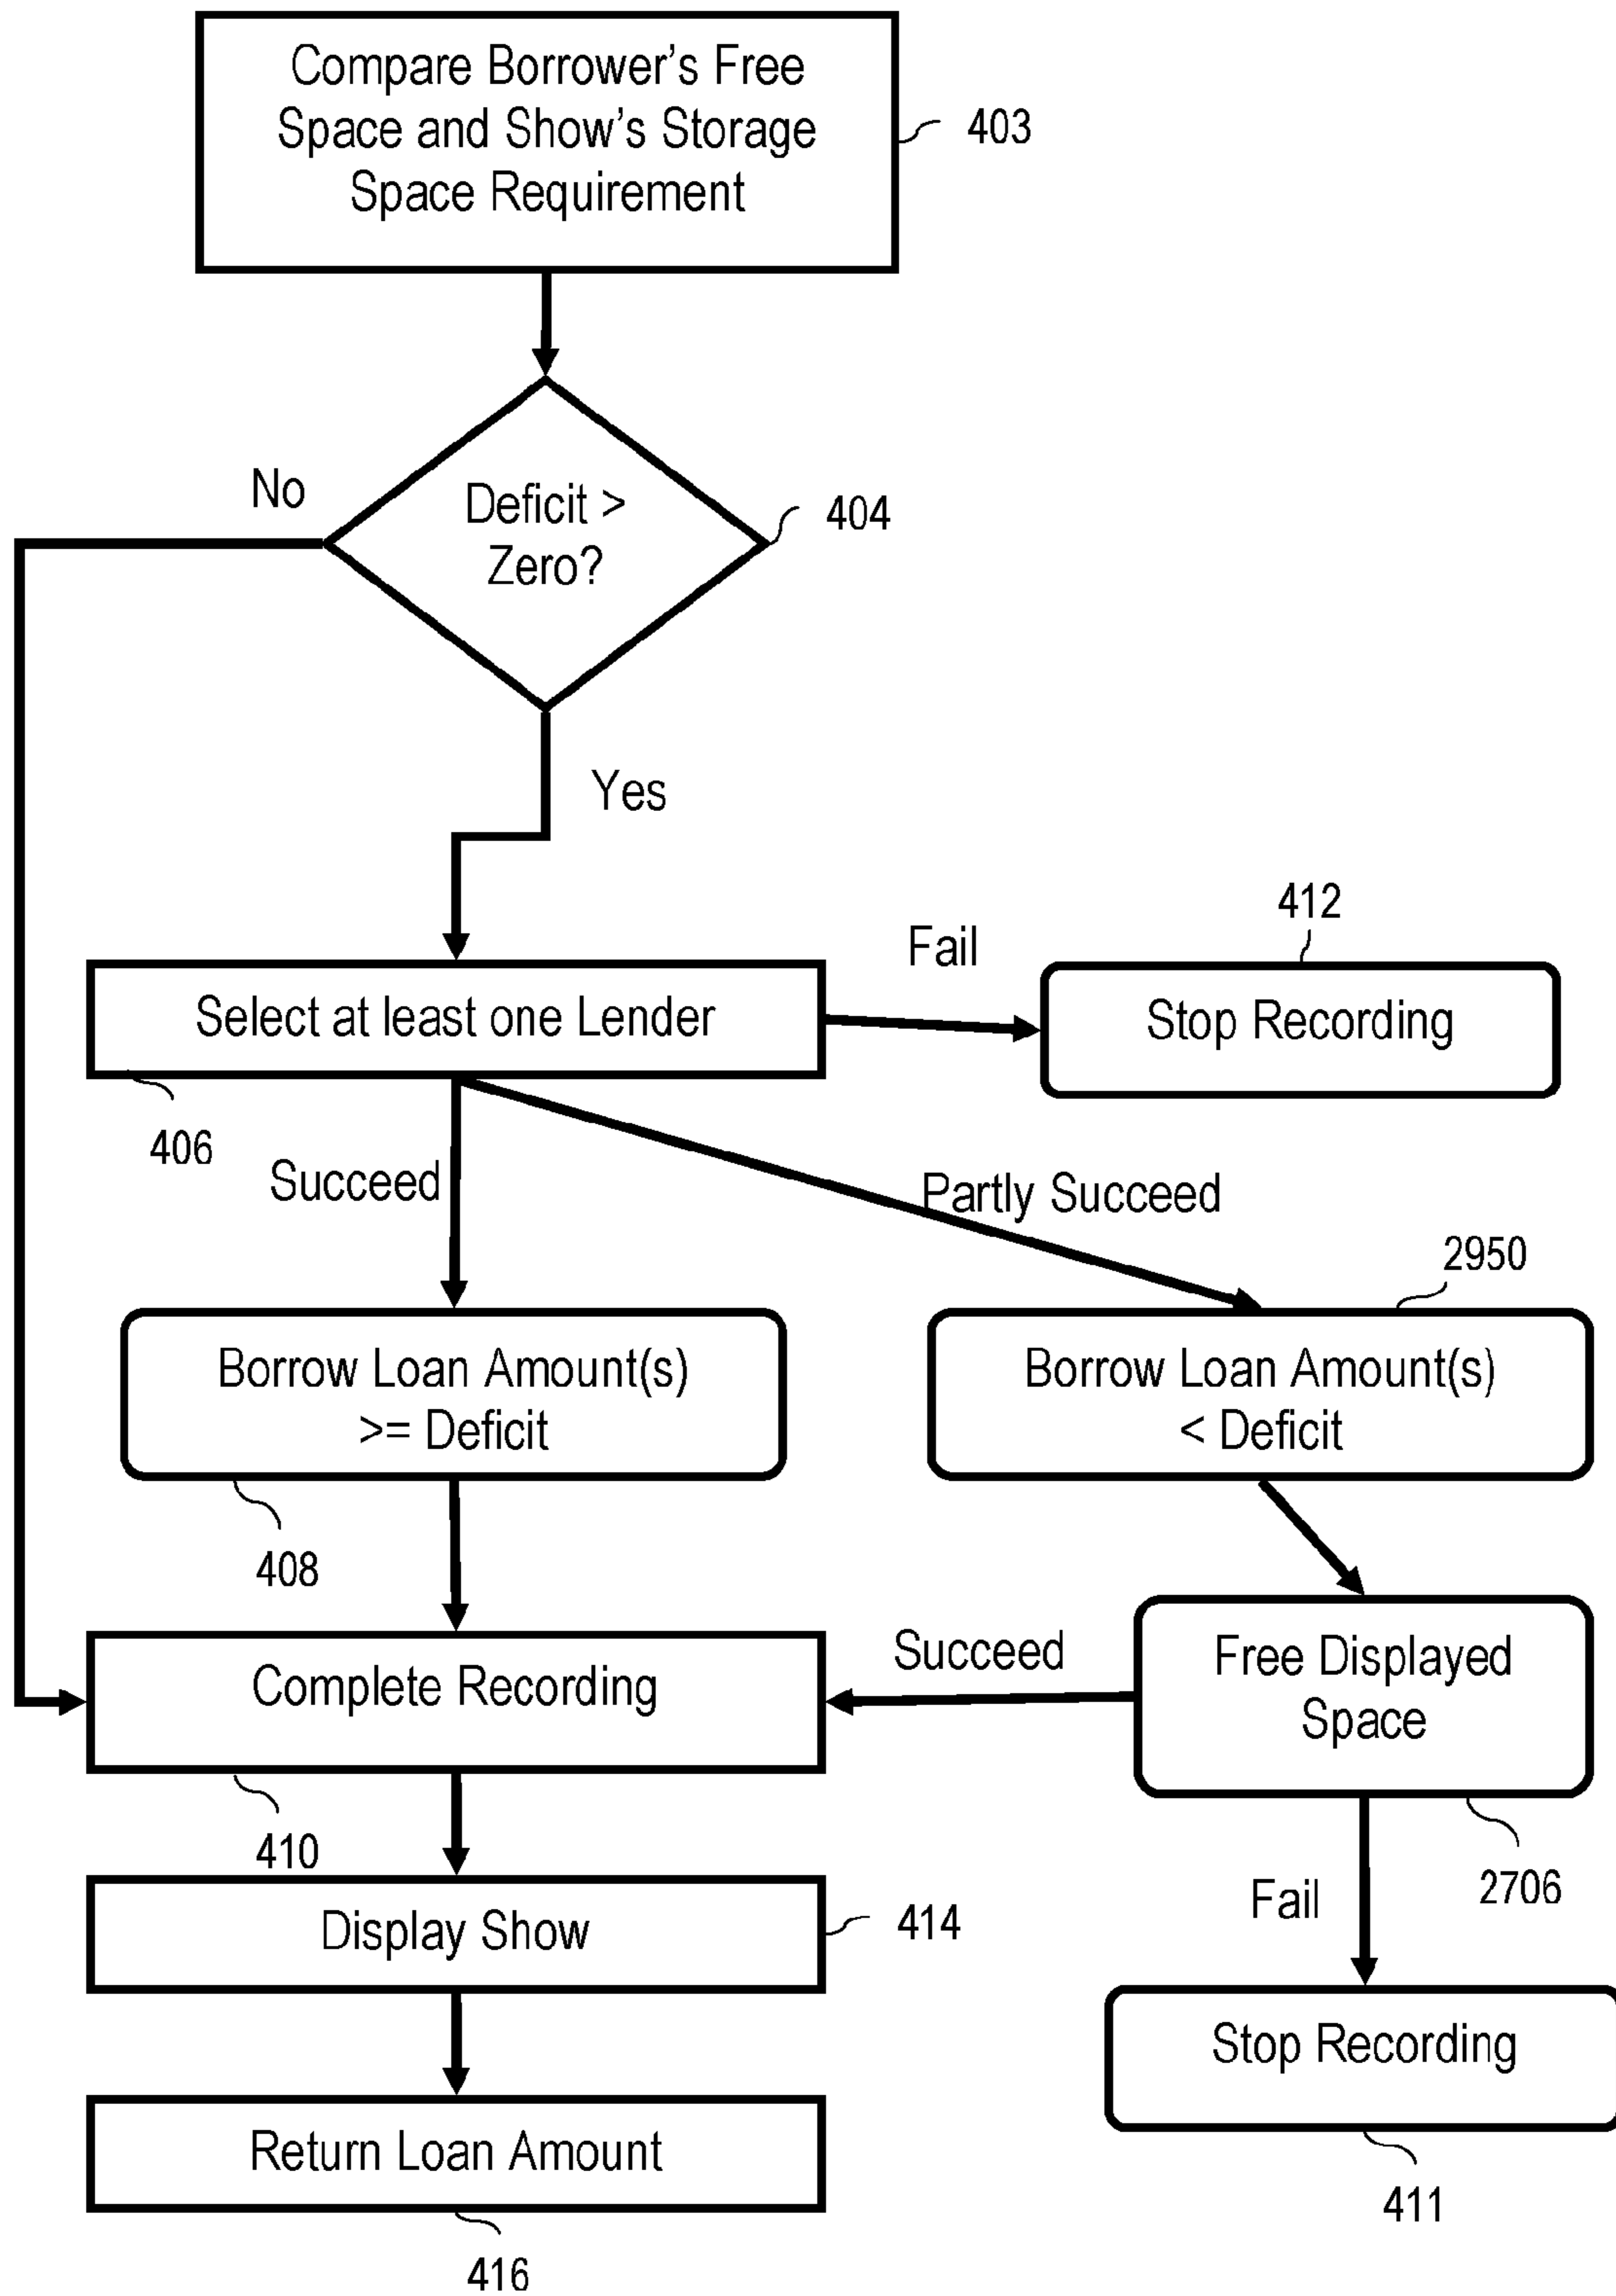 Compare Borrower's Free
Space and Show's Storage
Space Requirement
403
No
Deficit >
Zero?
404
Yes
412
Fail
Select at least one Lender
Stop Recording
406
Succeed
Partly Succeed
2950
Borrow Loan Amount(s)
>= Deficit
Borrow Loan Amount(s)
< Deficit
408
Succeed
Free Displayed
Space
Complete Recording
410
2706
Fail
Display Show
414
Stop Recording
Return Loan Amount
411
416